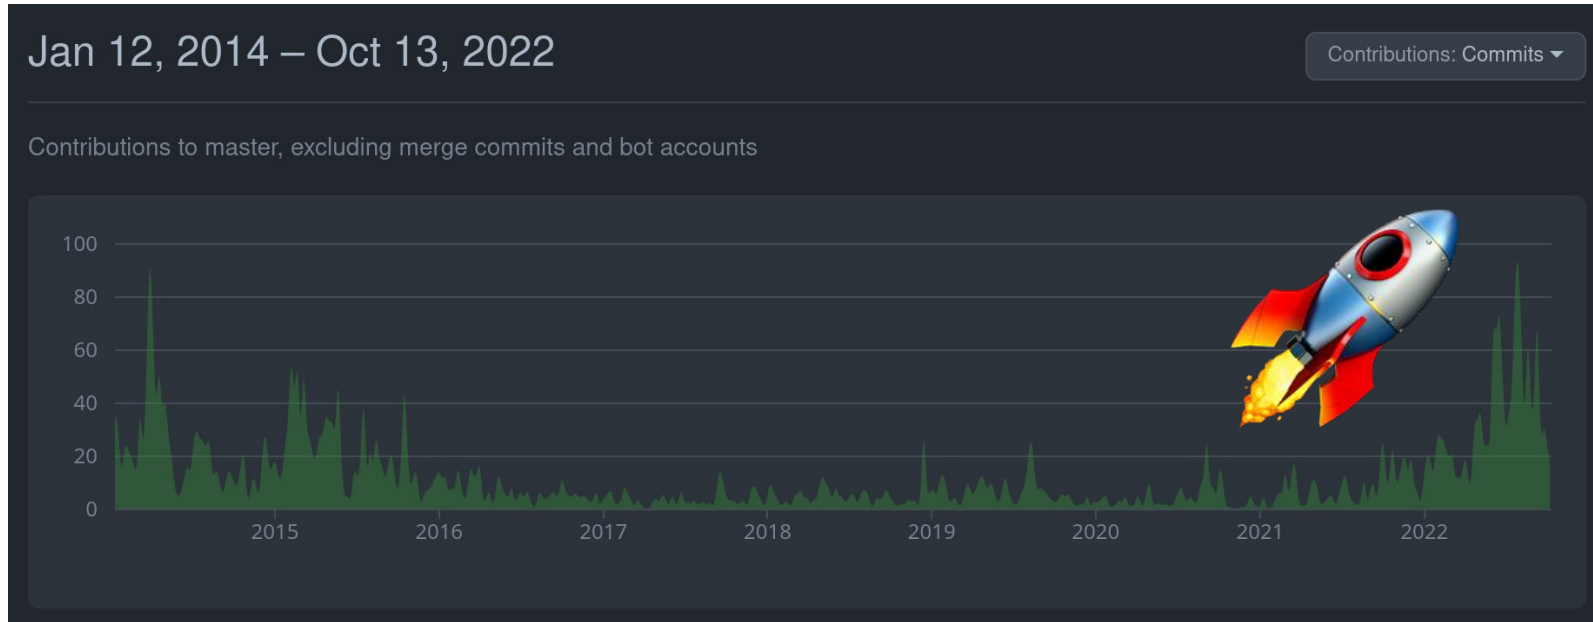 Jan 12, 2014 – Oct 13, 2022
Contributions: Commits
Contributions to master, excluding merge commits and bot accounts
100
80
60
40
20
0
2015 2016 2017 2018 2019 2020 2021 2022